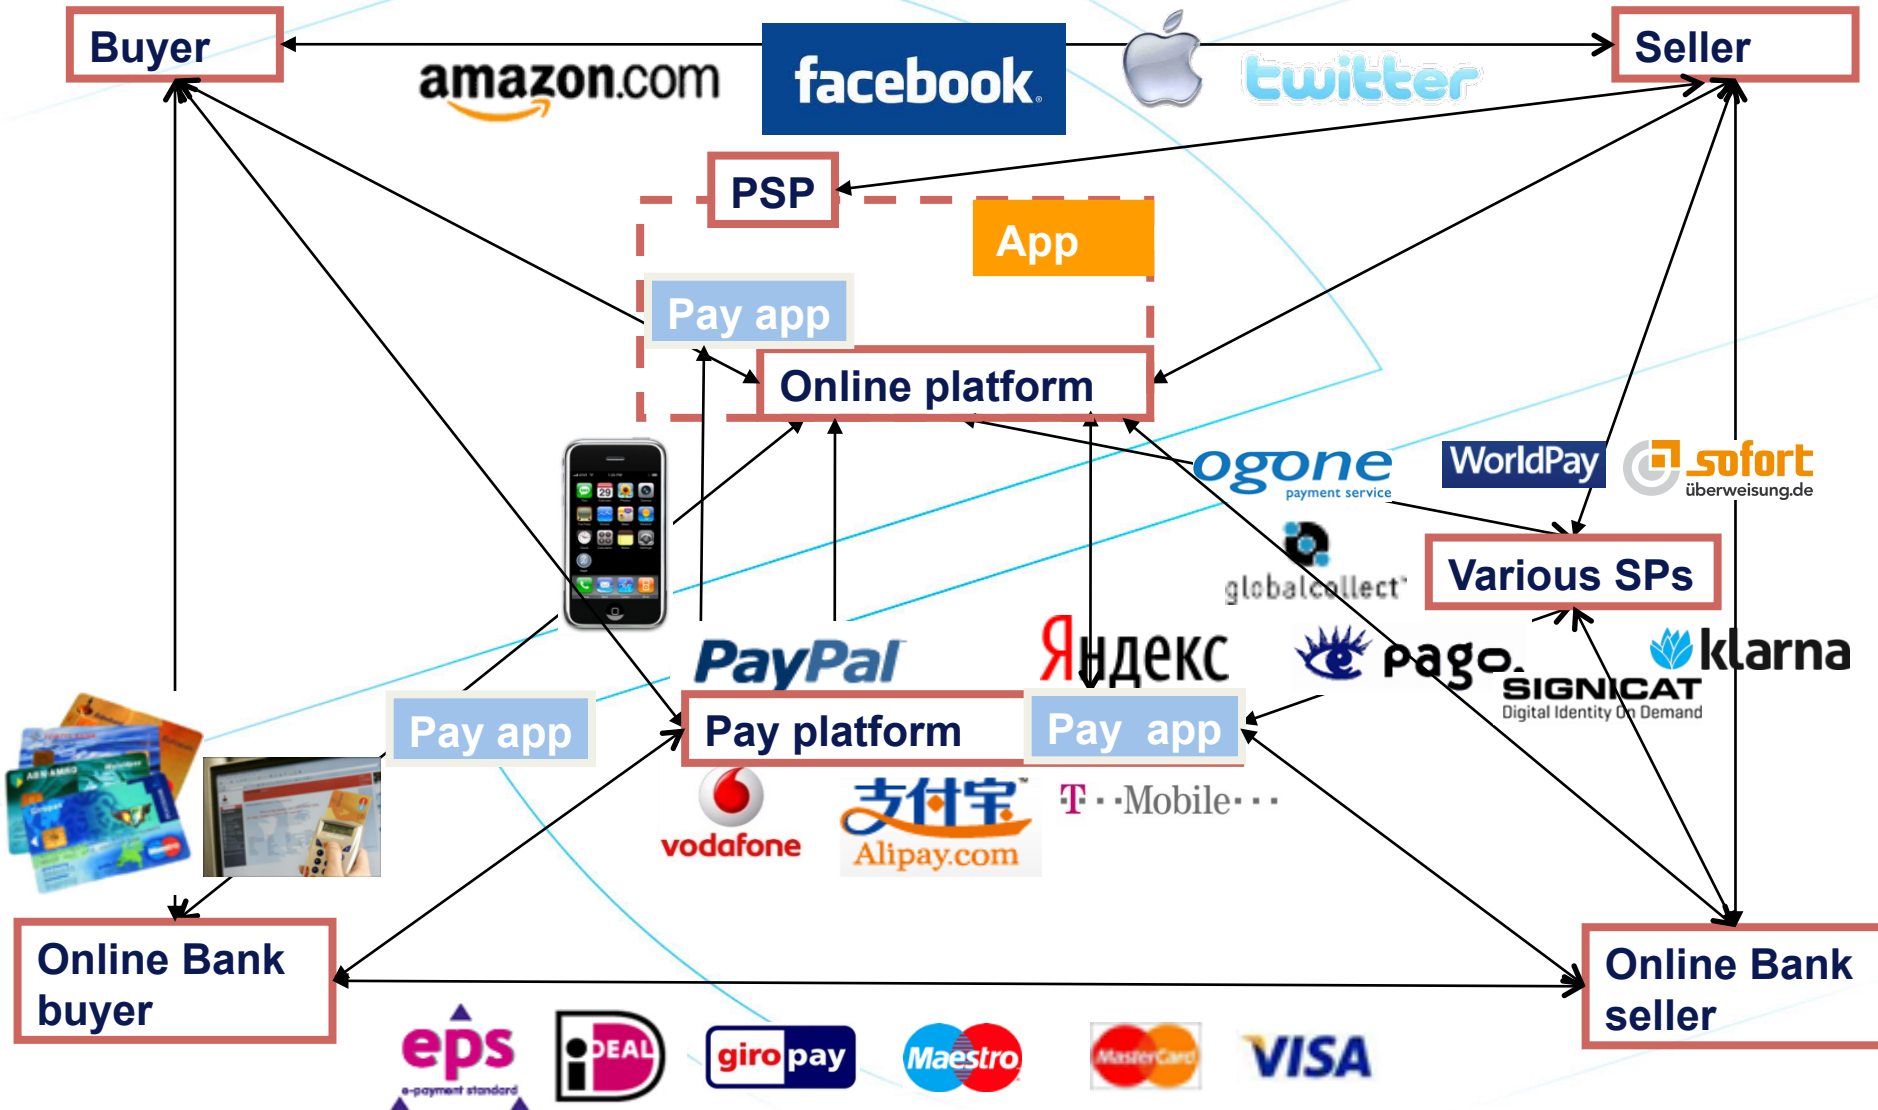 Buyer
Seller
amazon.com
facebook.
twitter
PSP
App
Pay app
Online platform
ogone
payment service
WorldPay
sofort
überweisung.de
globalcollect
Various SPs
PayPal
Яндекс
pago.
klarna
SIGNICAT
Digital Identity On Demand
Pay app
Pay platform
Pay app
ABN·AMRO
vodafone
支付宝
Alipay.com
T··Mobile···
Online Bank
buyer
Online Bank
seller
eps
e-payment standard
iDEAL
giropay
Maestro
MasterCard
VISA